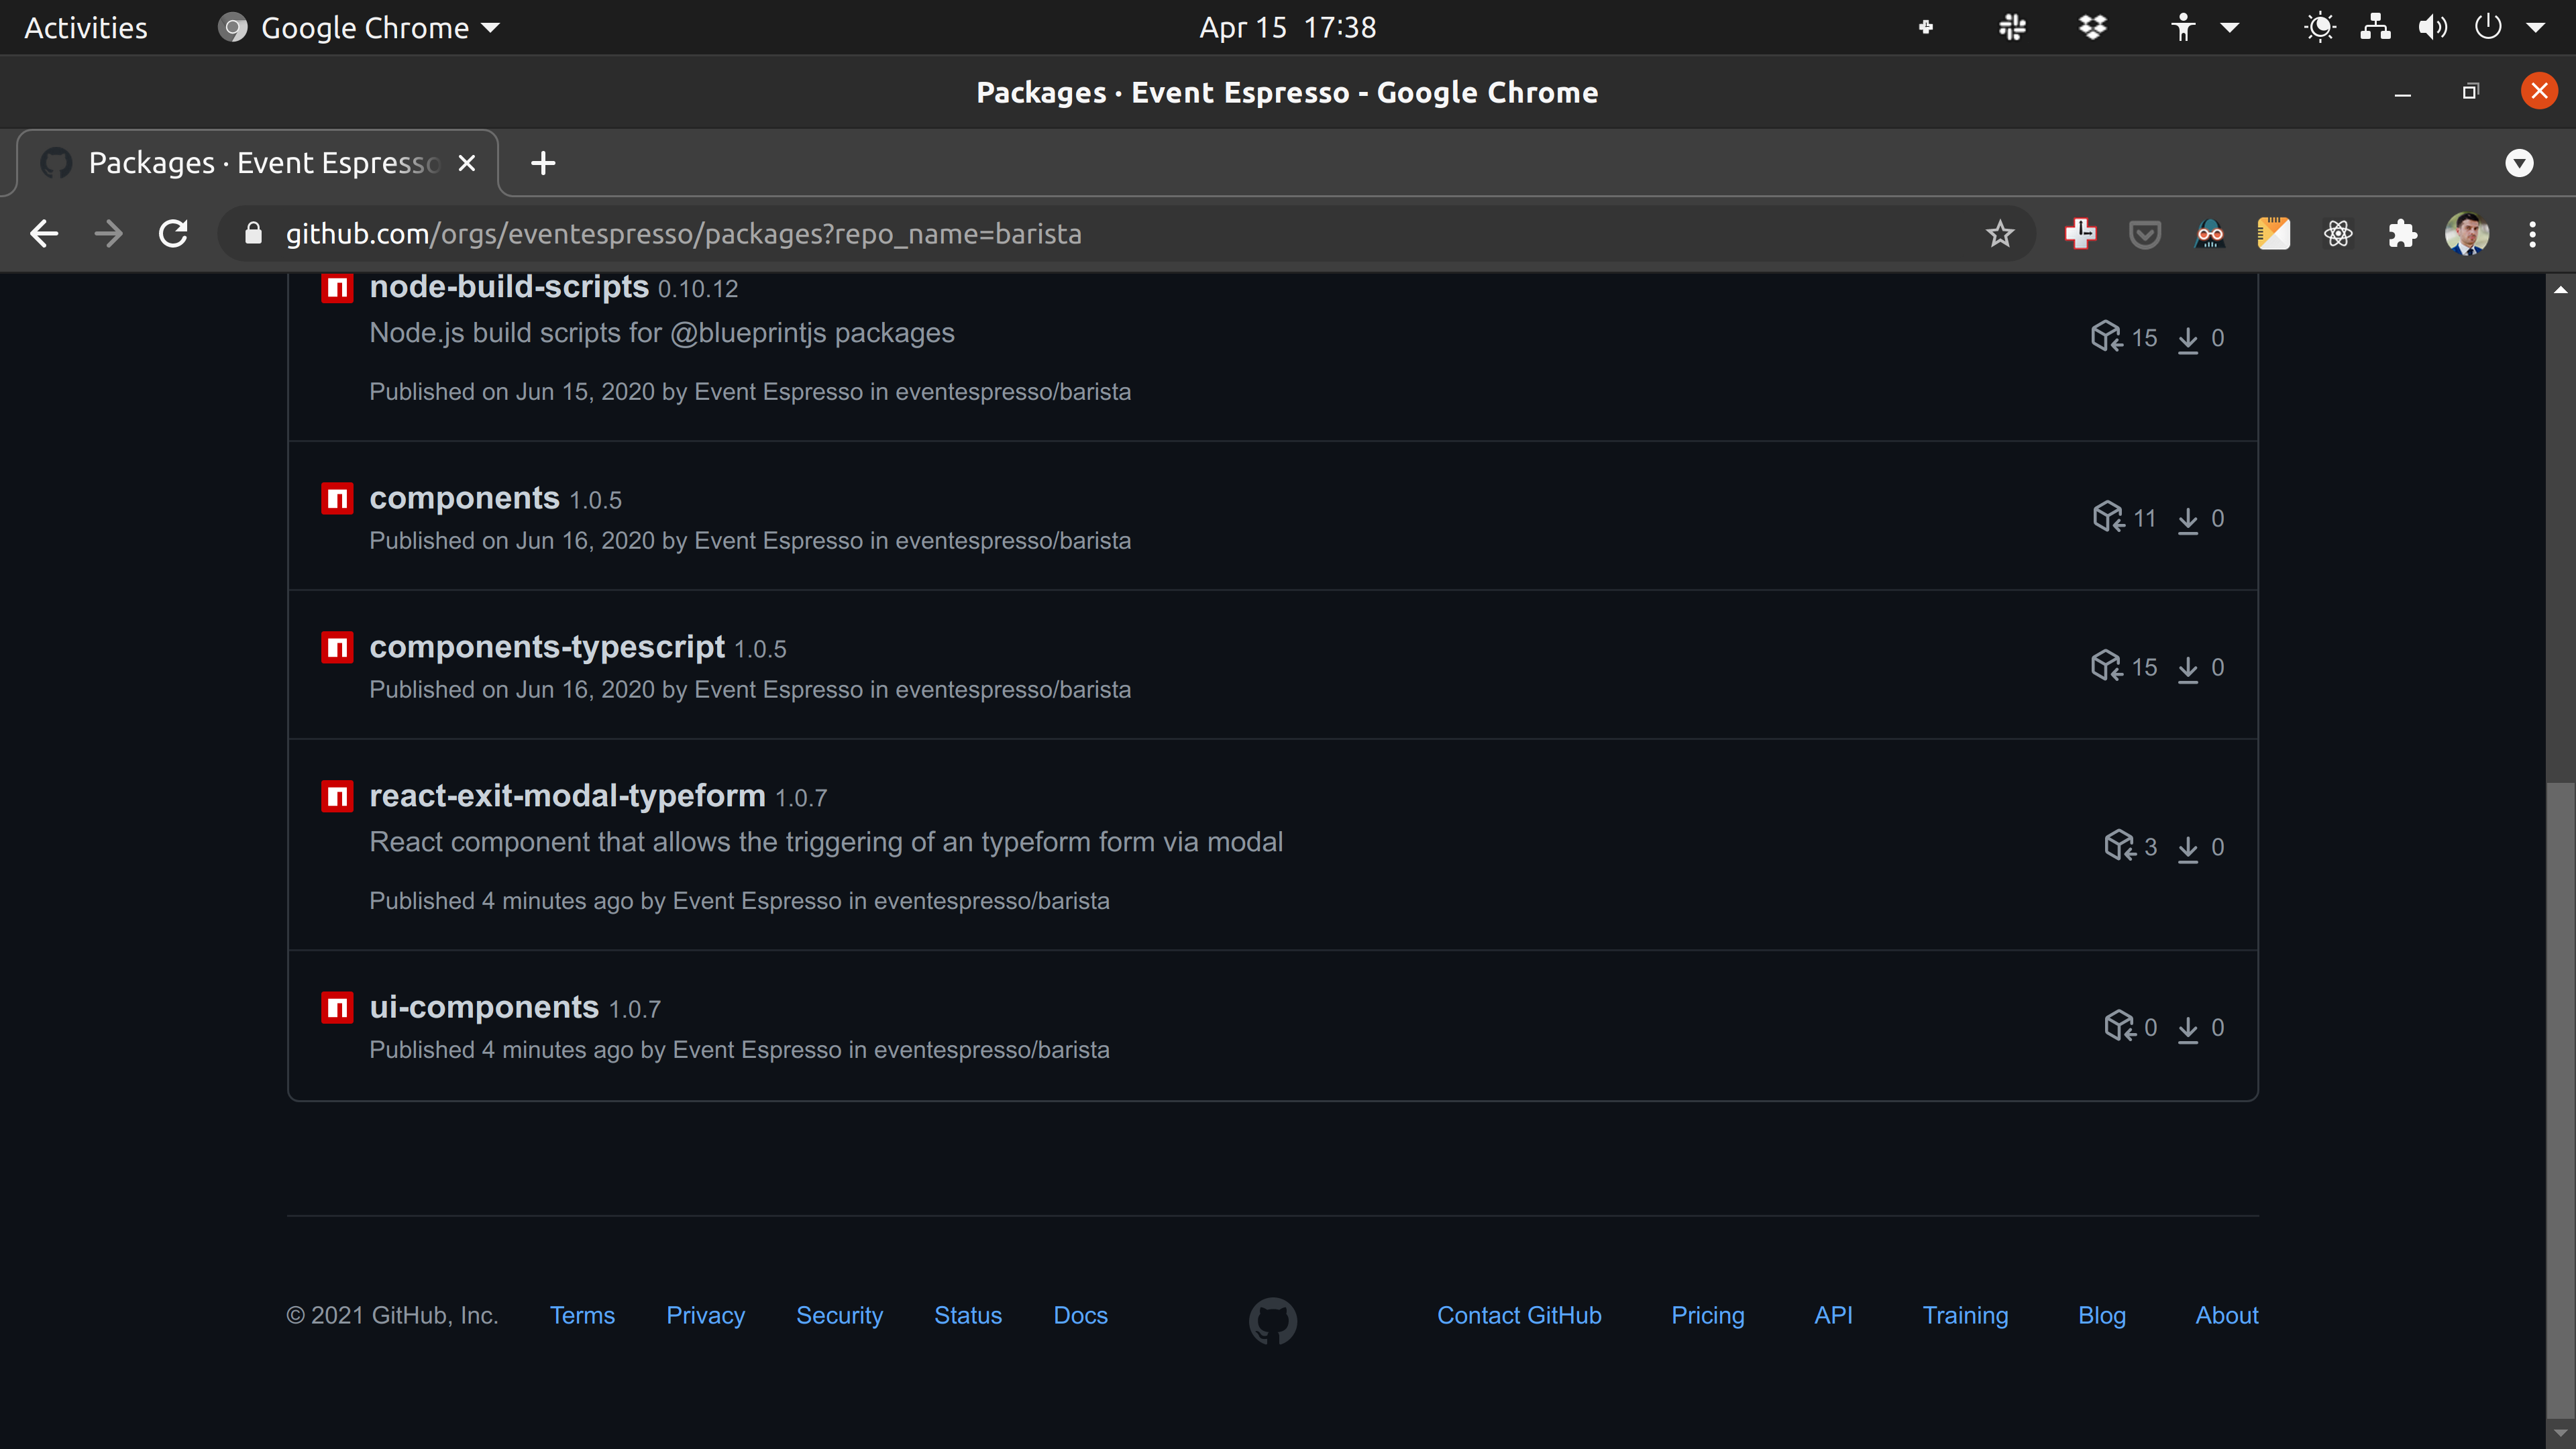 Activities Google Chrome Apr 15 17:38
Packages · Event Espresso - Google Chrome
Packages · Event Espresso
github.com/orgs/eventespresso/packages?repo_name=barista
node-build-scripts 0.10.12
Node.js build scripts for @blueprintjs packages
15 0
Published on Jun 15, 2020 by Event Espresso in eventespresso/barista
components 1.0.5
11 0
Published on Jun 16, 2020 by Event Espresso in eventespresso/barista
components-typescript 1.0.5
15 0
Published on Jun 16, 2020 by Event Espresso in eventespresso/barista
react-exit-modal-typeform 1.0.7
React component that allows the triggering of an typeform form via modal
3 0
Published 4 minutes ago by Event Espresso in eventespresso/barista
ui-components 1.0.7
0 0
Published 4 minutes ago by Event Espresso in eventespresso/barista
© 2021 GitHub, Inc. Terms Privacy Security Status Docs Contact GitHub Pricing API Training Blog About